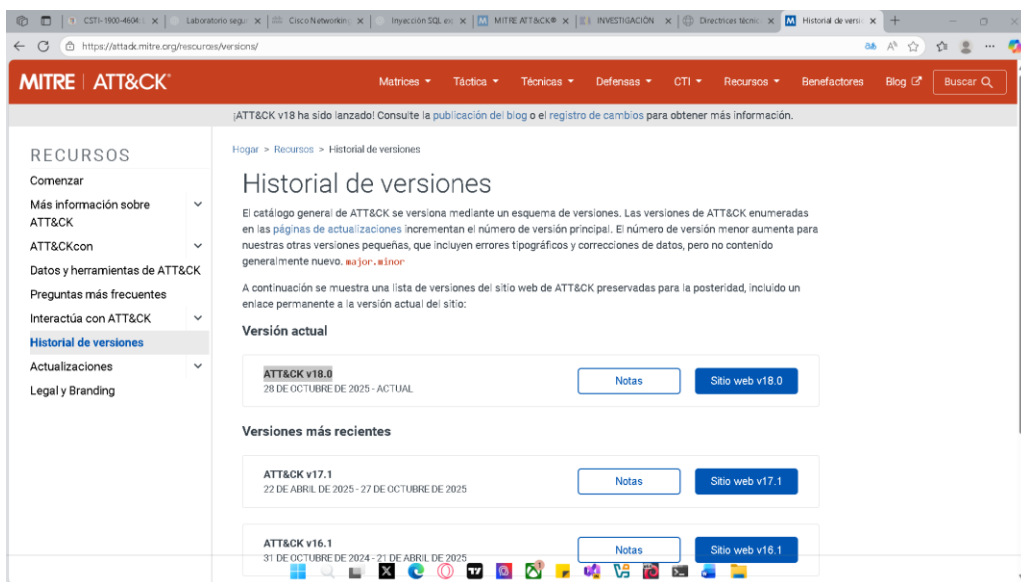 CSTI-1900-4604:
Laboratorio segur
Cisco Networking
Inyección SQL ex
MITRE ATT&CK®
INVESTIGACIÓN
Directrices técnic
Historial de versi
https://attack.mitre.org/resources/versions/
MITRE | ATT&CK®
Matrices
Táctica
Técnicas
Defensas
CTI
Recursos
Benefactores
Blog
Buscar
¡ATT&CK v18 ha sido lanzado! Consulte la publicación del blog o el registro de cambios para obtener más información.
RECURSOS
Comenzar
Más información sobre
ATT&CK
ATT&CKcon
Datos y herramientas de ATT&CK
Preguntas más frecuentes
Interactúa con ATT&CK
Historial de versiones
Actualizaciones
Legal y Branding
Hogar > Recursos > Historial de versiones
Historial de versiones
El catálogo general de ATT&CK se versiona mediante un esquema de versiones. Las versiones de ATT&CK enumeradas
en las páginas de actualizaciones incrementan el número de versión principal. El número de versión menor aumenta para
nuestras otras versiones pequeñas, que incluyen errores tipográficos y correcciones de datos, pero no contenido
generalmente nuevo. major.minor
A continuación se muestra una lista de versiones del sitio web de ATT&CK preservadas para la posteridad, incluido un
enlace permanente a la versión actual del sitio:
Versión actual
ATT&CK v18.0
28 DE OCTUBRE DE 2025 - ACTUAL
Notas
Sitio web v18.0
Versiones más recientes
ATT&CK v17.1
22 DE ABRIL DE 2025 - 27 DE OCTUBRE DE 2025
Notas
Sitio web v17.1
ATT&CK v16.1
31 DE OCTUBRE DE 2024 - 21 DE ABRIL DE 2025
Notas
Sitio web v16.1